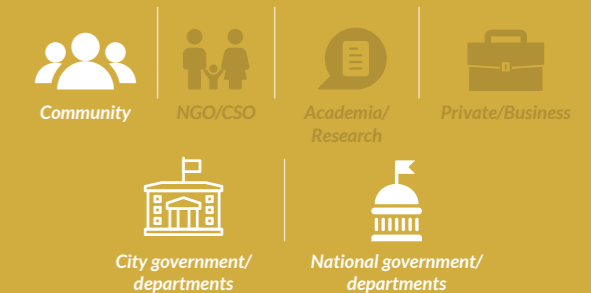 Community
NGO/CSO
Academia/
Research
Private/Business
City government/
departments
National government/
departments